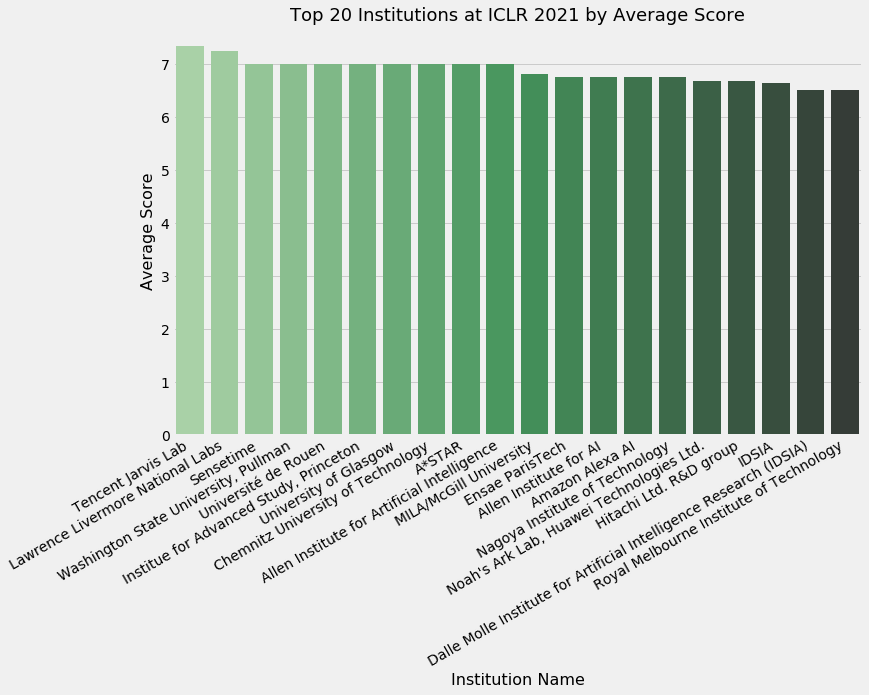 Top 20 Institutions at ICLR 2021 by Average Score
Average Score
7
6
5
4
3
2
1
0
Tencent Jarvis Lab
Lawrence Livermore National Labs
Sensetime
Washington State University, Pullman
Université de Rouen
Institue for Advanced Study, Princeton
University of Glasgow
Chemnitz University of Technology
A*STAR
Allen Institute for Artificial Intelligence
MILA/McGill University
Ensae ParisTech
Allen Institute for AI
Amazon Alexa AI
Nagoya Institute of Technology
Noah's Ark Lab, Huawei Technologies Ltd.
Hitachi Ltd. R&D group
IDSIA
Dalle Molle Institute for Artificial Intelligence Research (IDSIA)
Royal Melbourne Institute of Technology
Institution Name